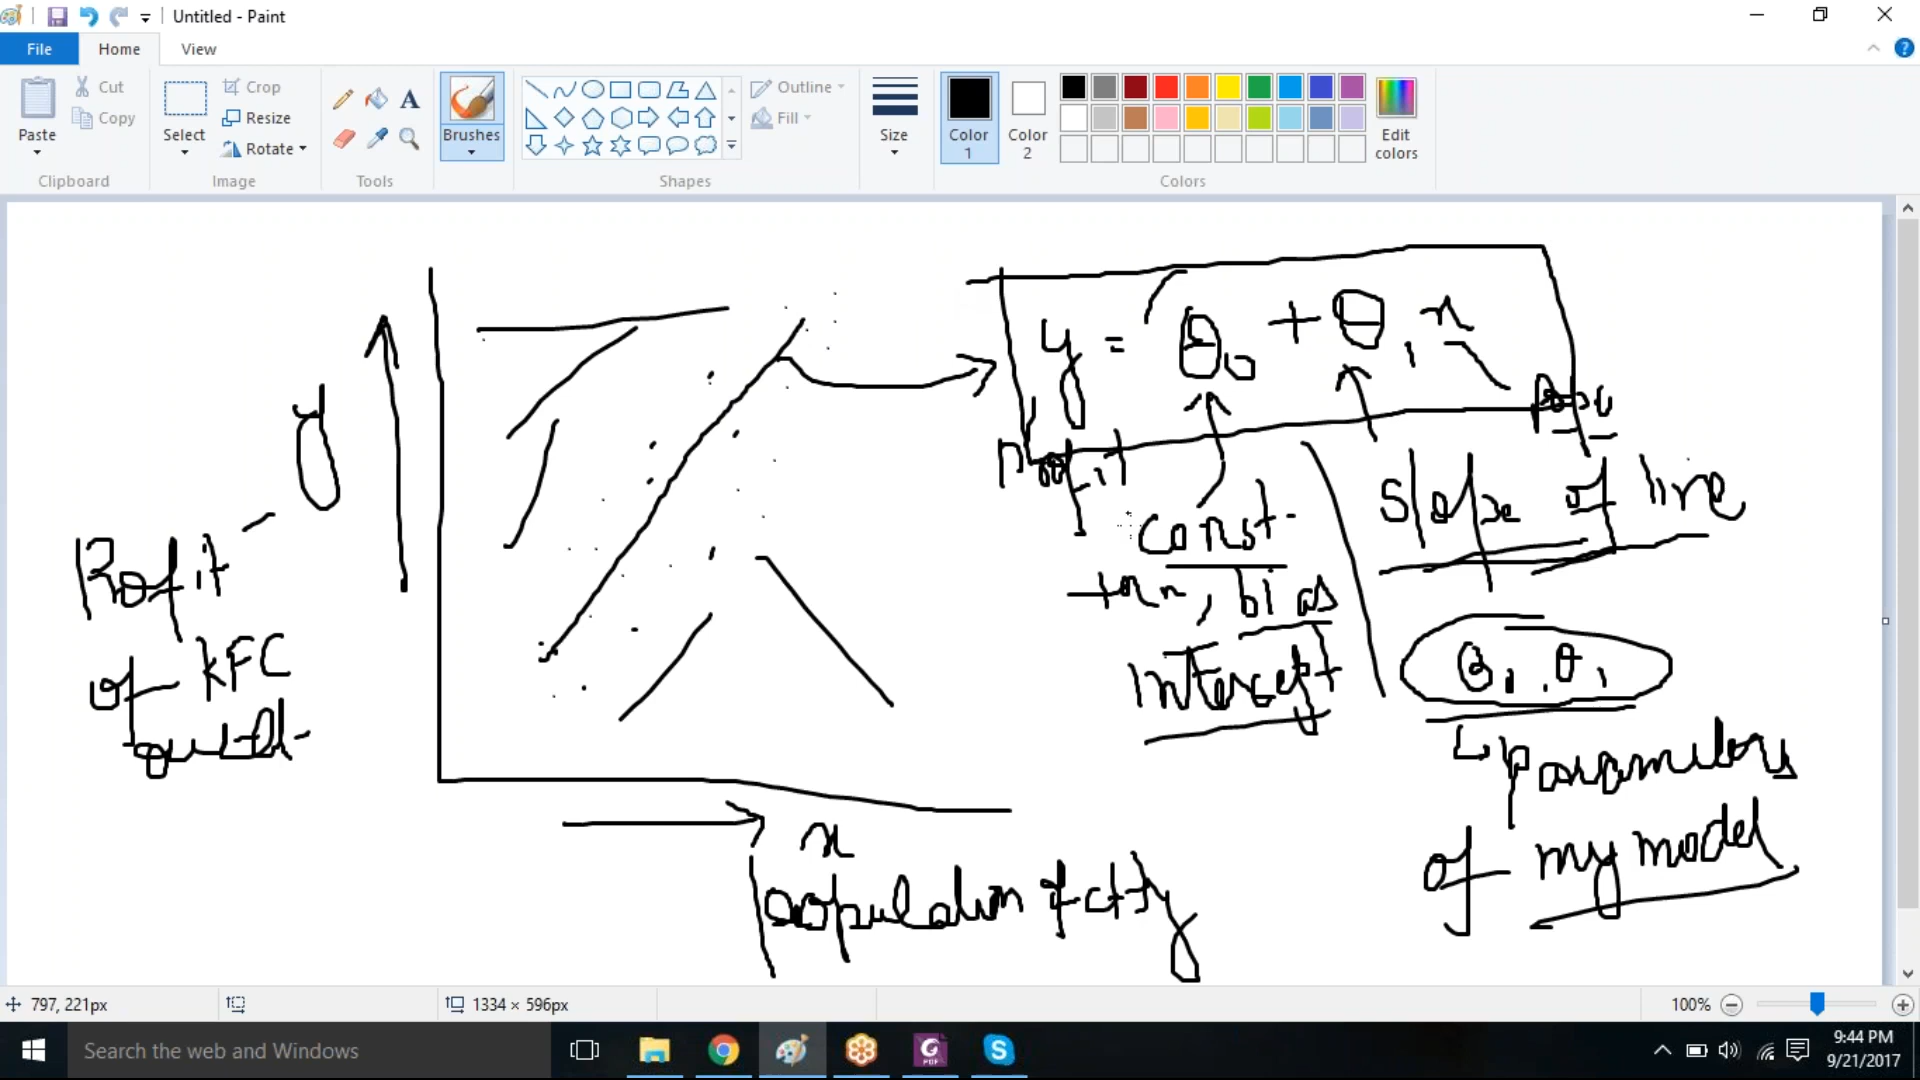 Untitled - Paint
File Home View
Cut
Copy
Paste
Clipboard
Select
Crop
Resize
Rotate
Image
A
Tools
Brushes
Outline
Fill
Shapes
Size
Color 1
Color 2
Edit colors
Colors
?
y = θ₀ + θ₁x
Profit
const-
tan, bias
Intercept
slope of line
θ₁, θ₁
↳ parameters
of my model
y
Profit -
of KFC
outl-
x
population of city
797, 221px
1334 × 596px
100%
Search the web and Windows
PDF
S
9:44 PM
9/21/2017